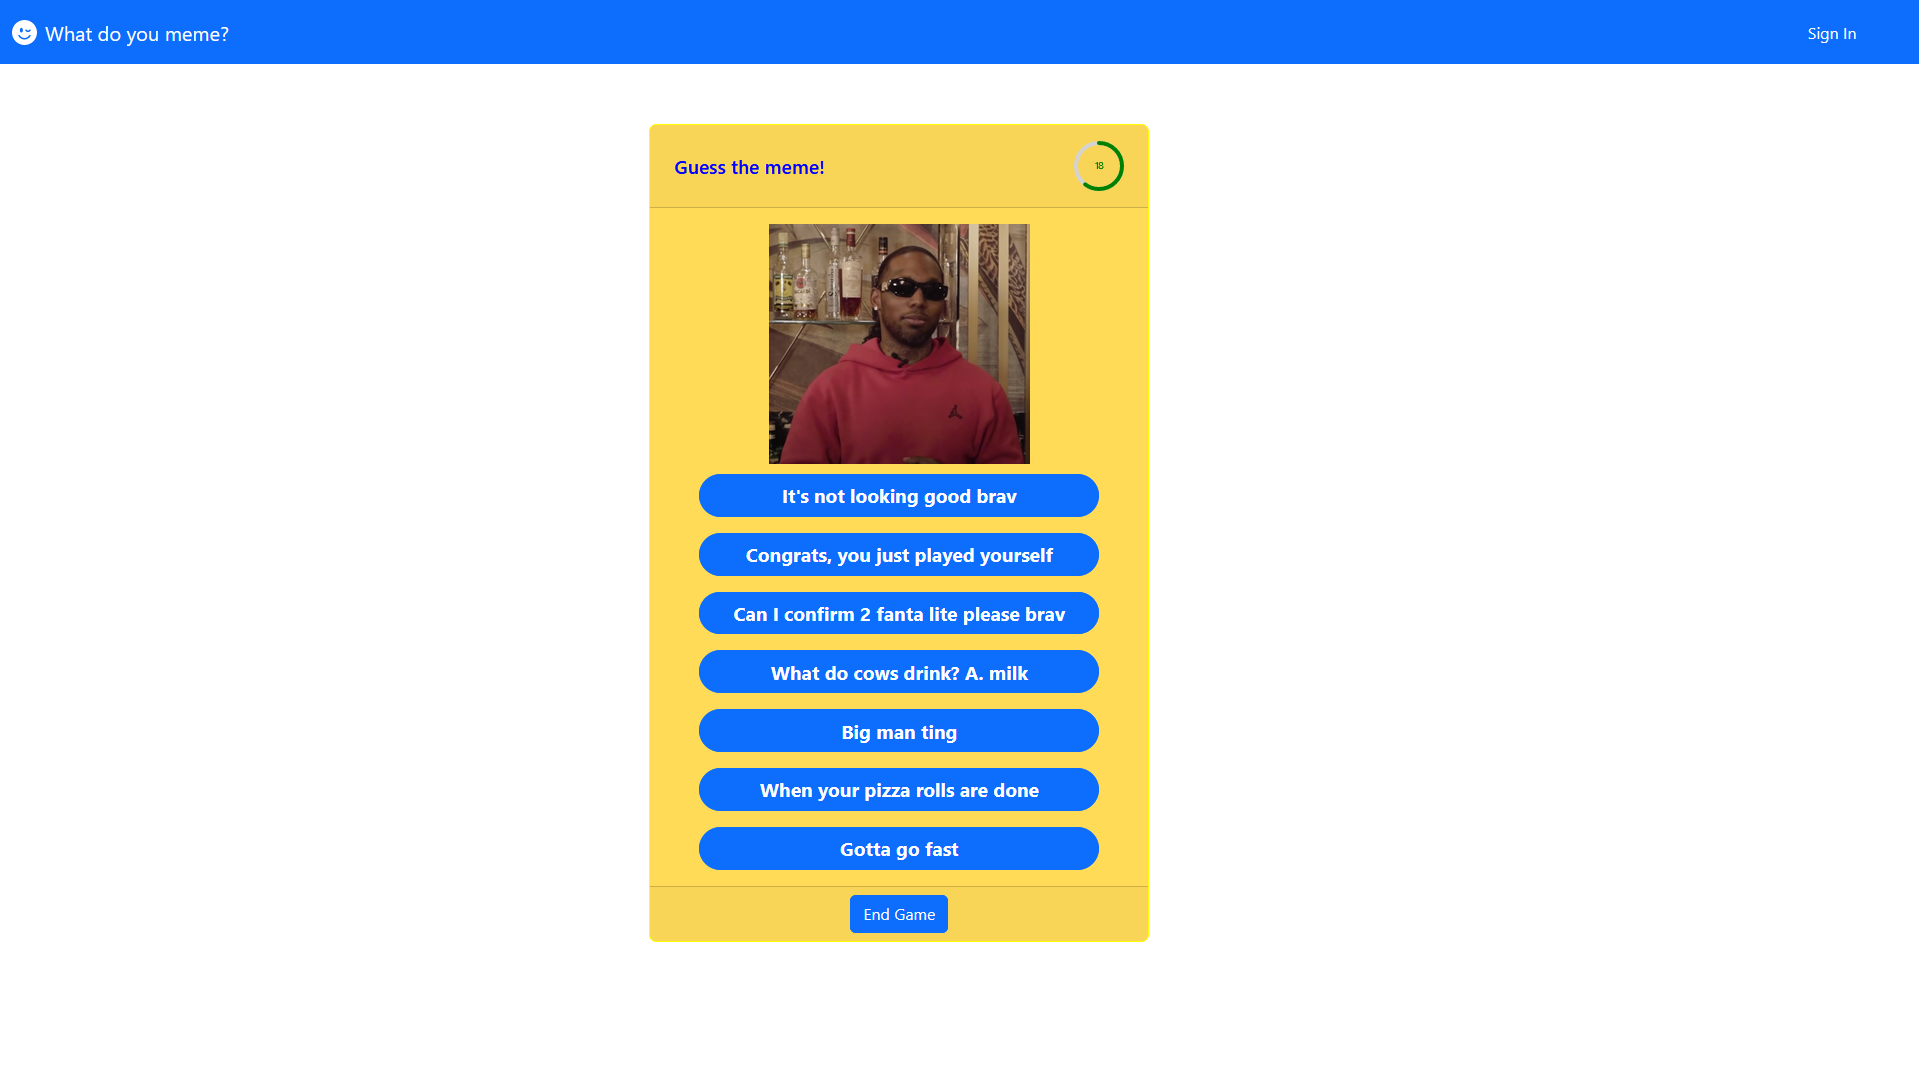 What do you meme?
Sign In
Guess the meme!
18
It's not looking good brav
Congrats, you just played yourself
Can I confirm 2 fanta lite please brav
What do cows drink? A. milk
Big man ting
When your pizza rolls are done
Gotta go fast
End Game